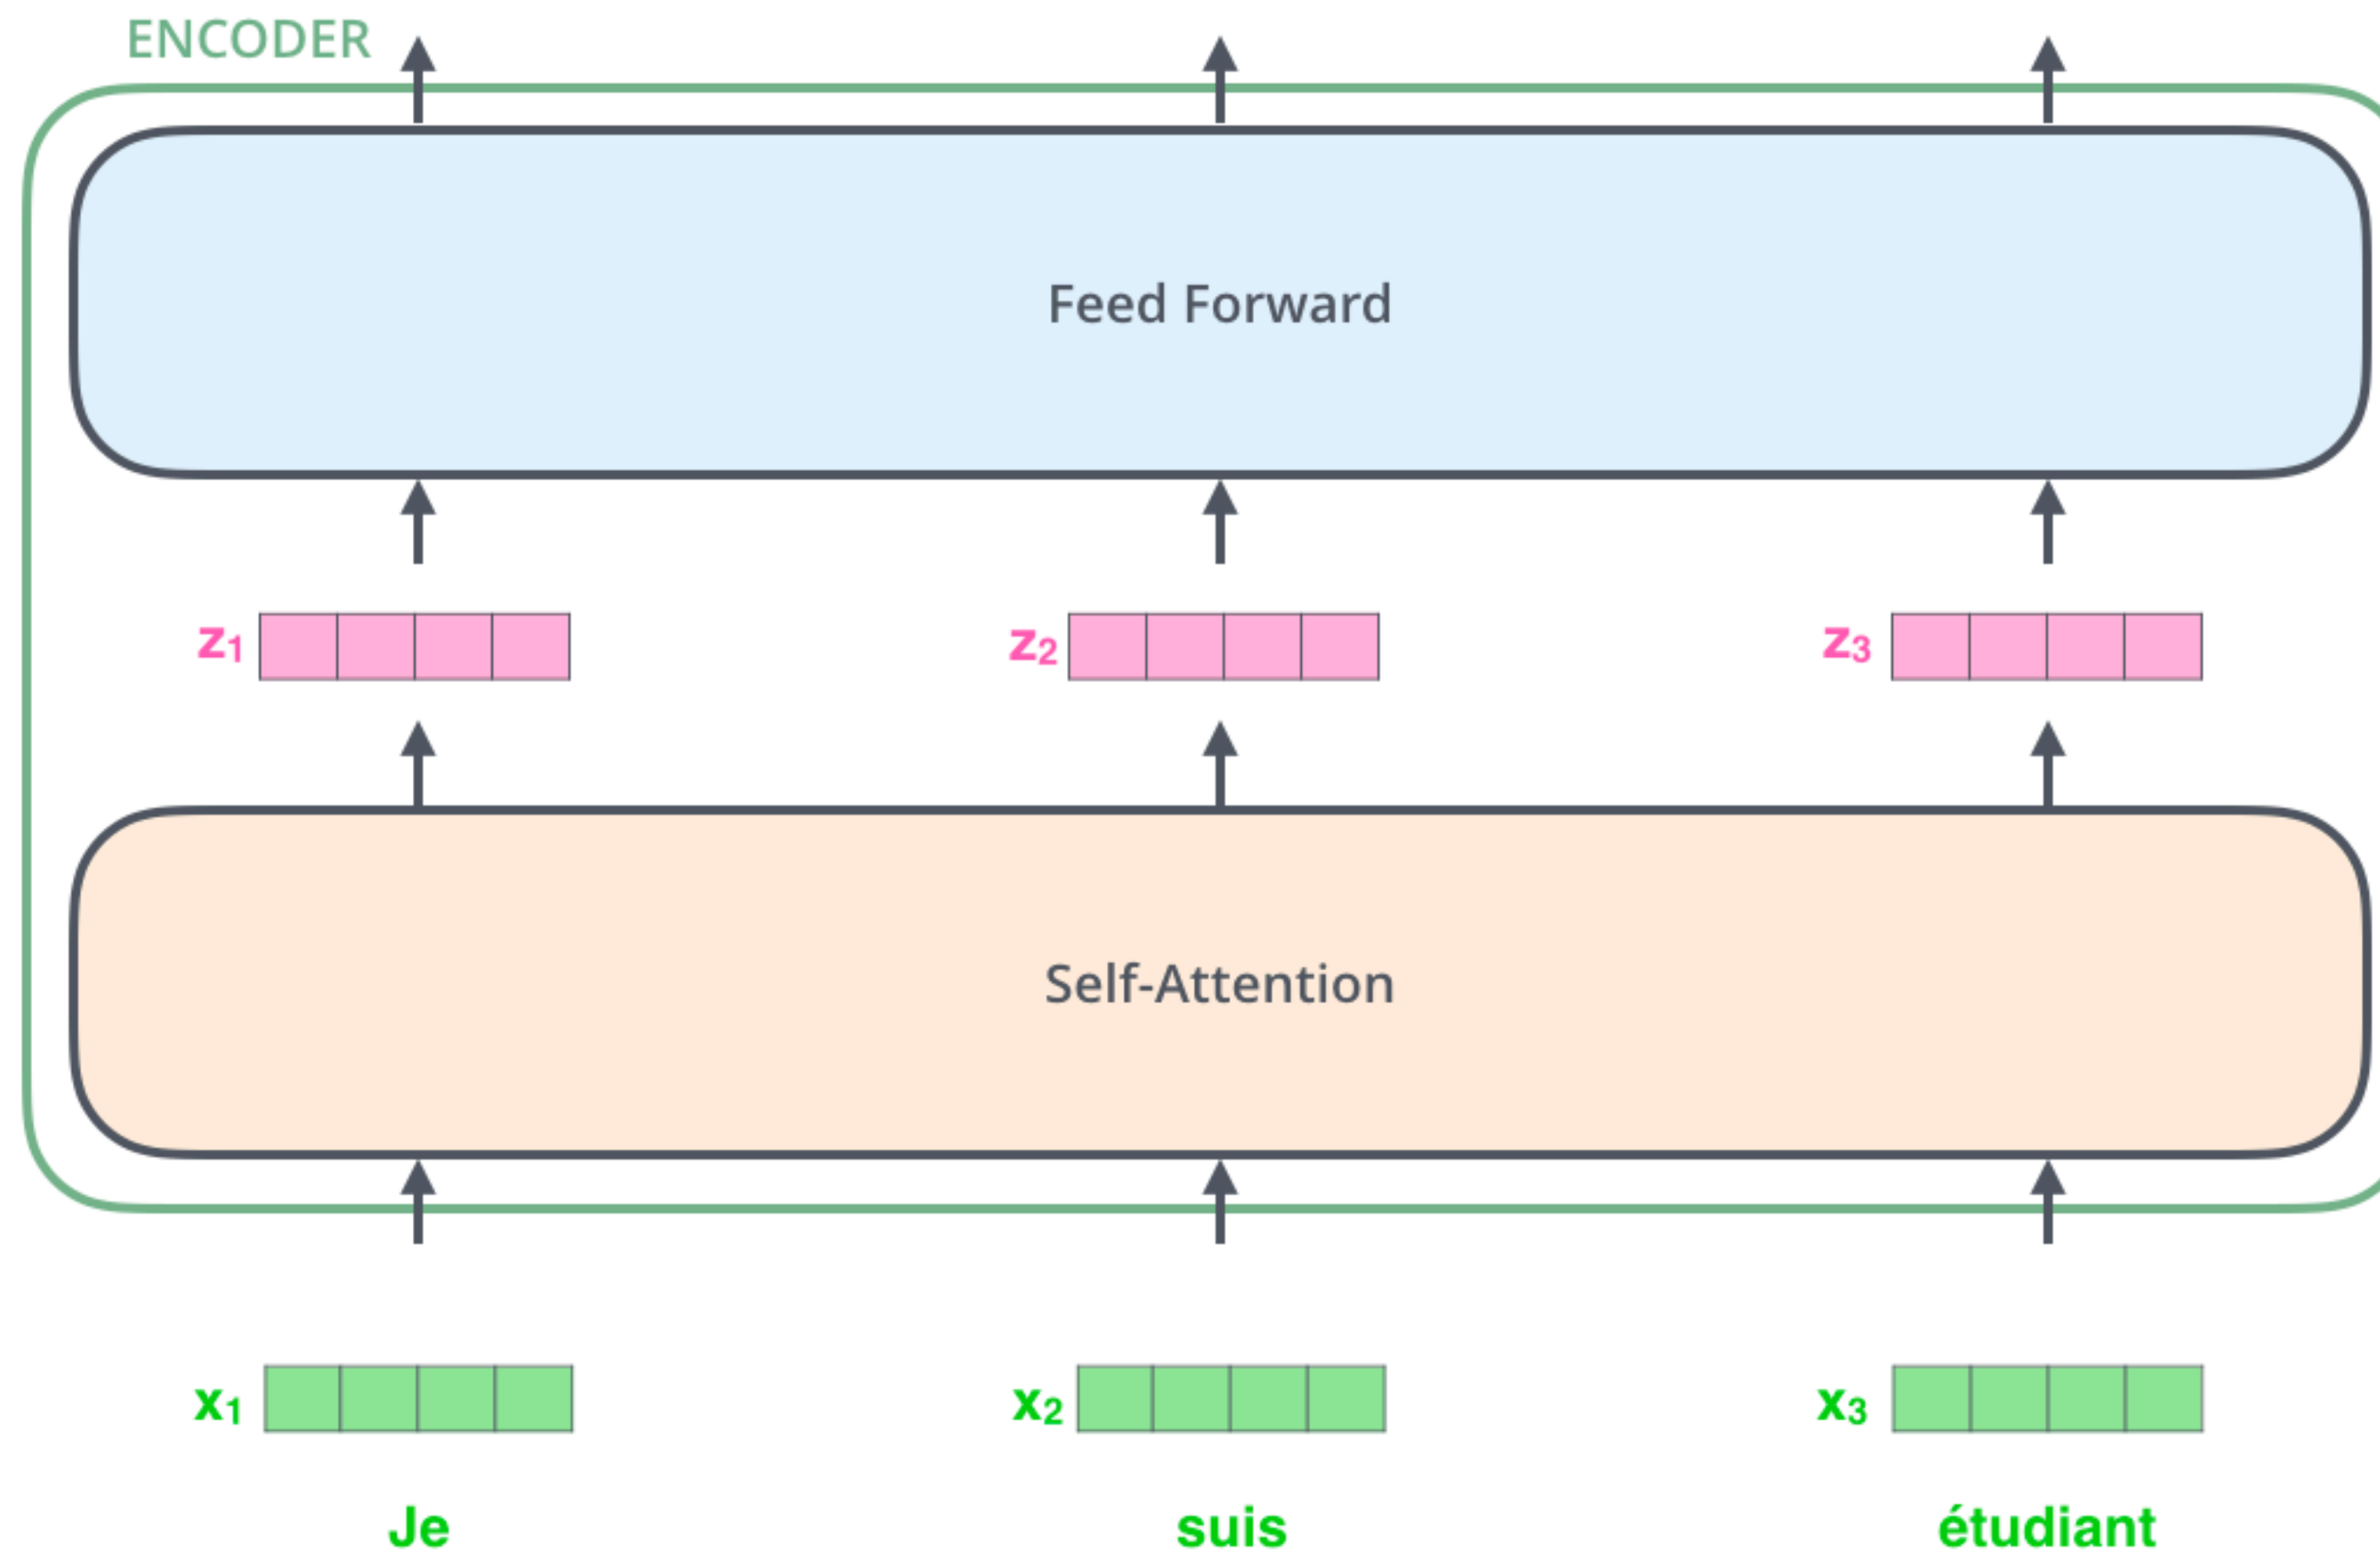 ENCODER
Feed Forward
z1 z2 z3
Self-Attention
x1 x2 x3
Je suis étudiant